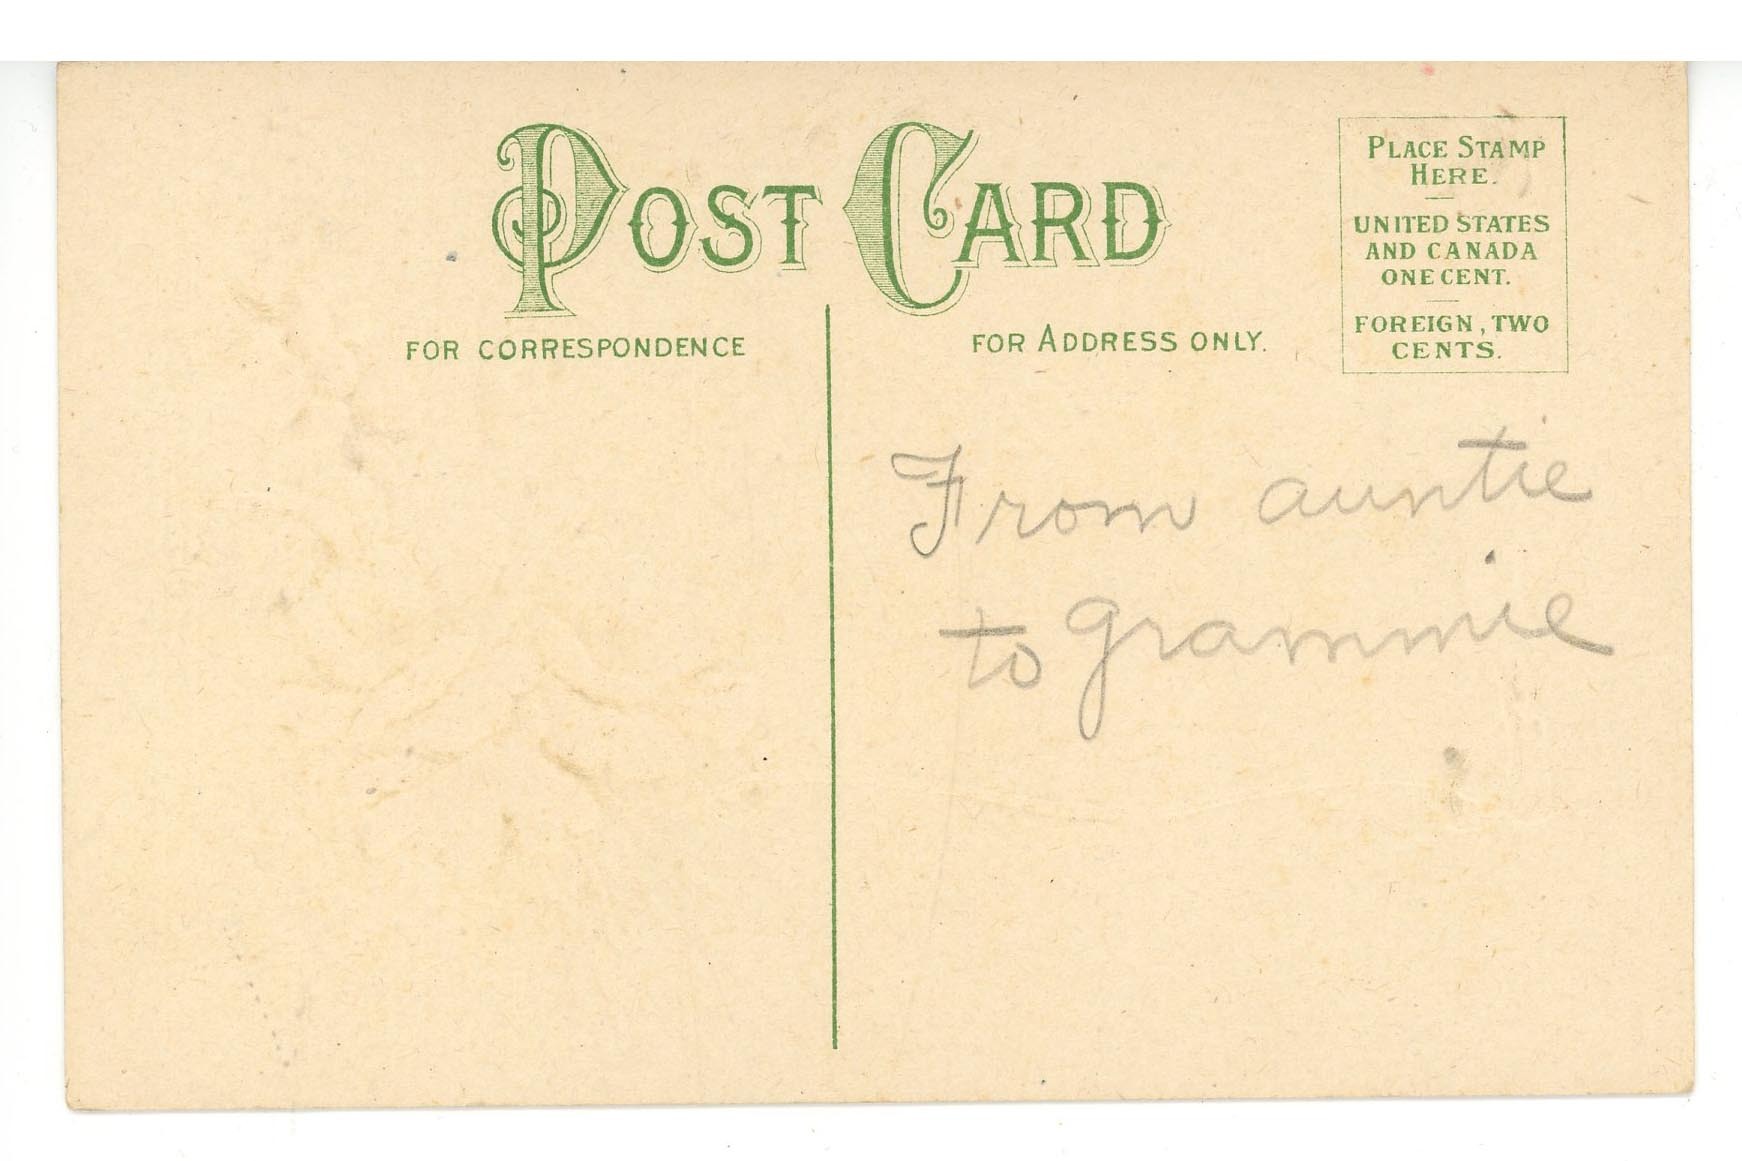 POST CARD
PLACE STAMP
HERE.
UNITED STATES
AND CANADA
ONE CENT.
FOREIGN, TWO
CENTS.
FOR CORRESPONDENCE
FOR ADDRESS ONLY.
From auntie
to grammie